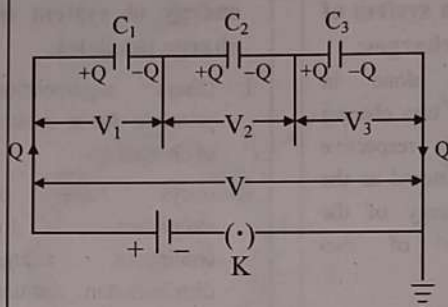 C₁ C₂ C₃
+Q −Q +Q −Q +Q −Q
V₁ V₂ V₃
Q Q
V
+ − (·)
K